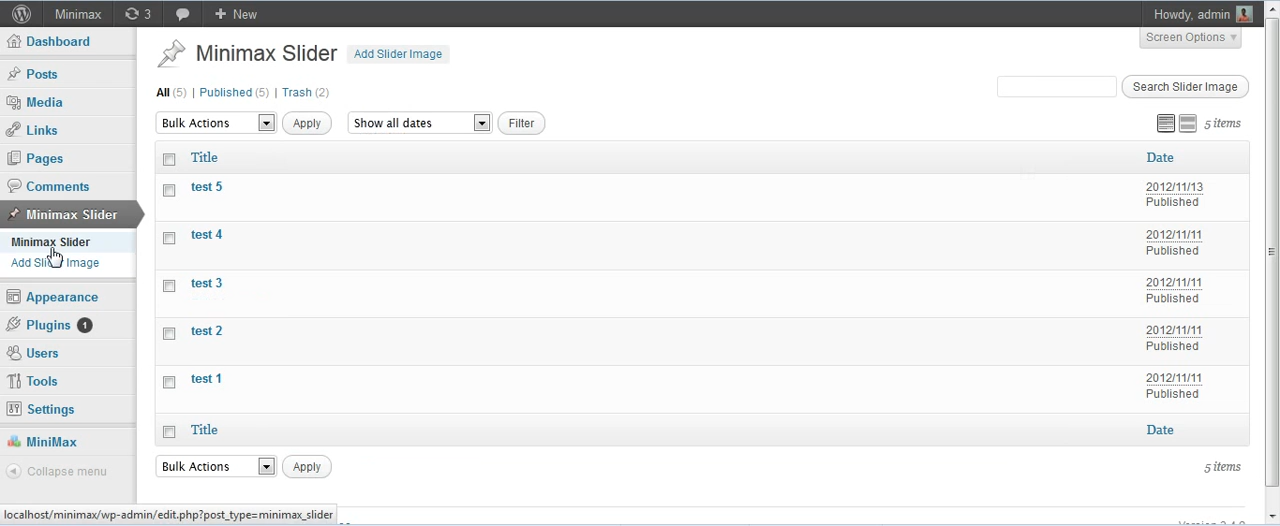 Minimax 3 + New Howdy, admin
Screen Options
Dashboard
Posts
Media
Links
Pages
Comments
Minimax Slider
Minimax Slider
Add Slider Image
Appearance
Plugins 1
Users
Tools
Settings
MiniMax
Collapse menu
Minimax Slider Add Slider Image
All (5) | Published (5) | Trash (2)
Search Slider Image
Bulk Actions Apply Show all dates Filter 5 items
Title Date
test 5 2012/11/13
Published
test 4 2012/11/11
Published
test 3 2012/11/11
Published
test 2 2012/11/11
Published
test 1 2012/11/11
Published
Title Date
Bulk Actions Apply 5 items
localhost/minimax/wp-admin/edit.php?post_type=minimax_slider